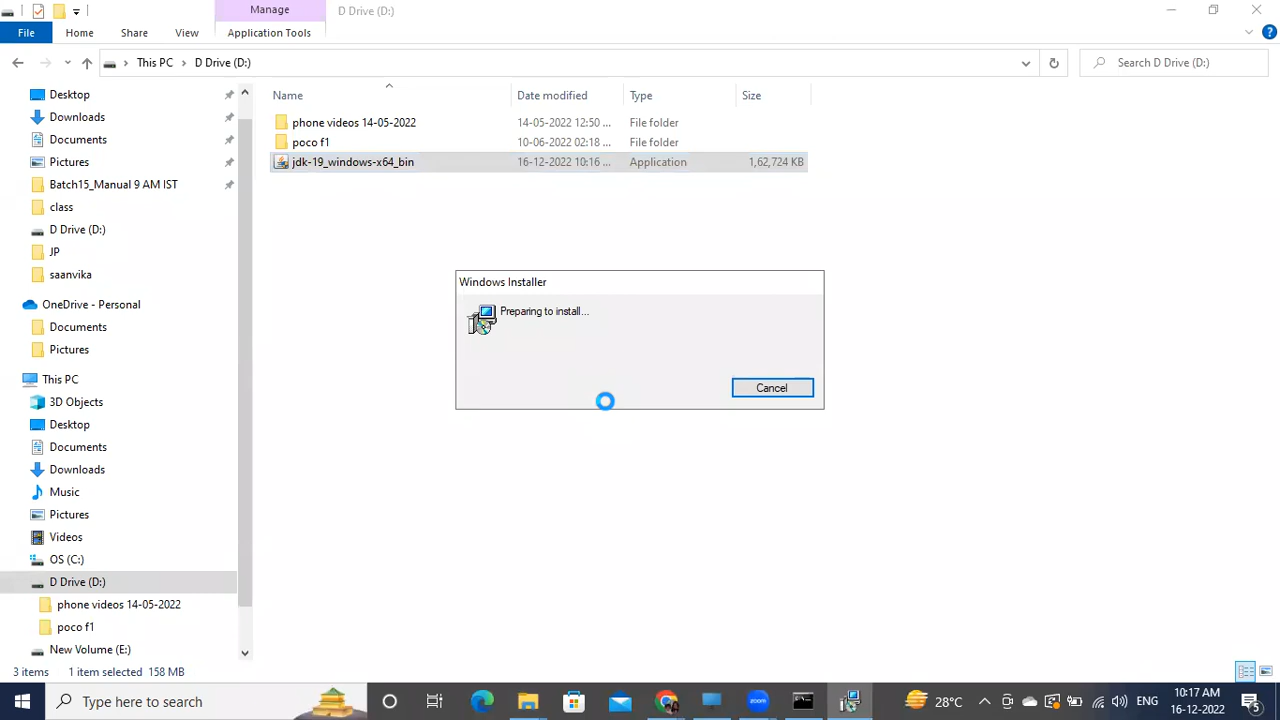 Manage
D Drive (D:)
File
Home
Share
View
Application Tools
This PC
D Drive (D:)
Search D Drive (D:)
Name
Date modified
Type
Size
phone videos 14-05-2022
14-05-2022 12:50 ...
File folder
poco f1
10-06-2022 02:18 ...
File folder
jdk-19_windows-x64_bin
16-12-2022 10:16 ...
Application
1,62,724 KB
Desktop
Downloads
Documents
Pictures
Batch15_Manual 9 AM IST
class
D Drive (D:)
JP
saanvika
OneDrive - Personal
Documents
Pictures
This PC
3D Objects
Desktop
Documents
Downloads
Music
Pictures
Videos
OS (C:)
D Drive (D:)
phone videos 14-05-2022
poco f1
New Volume (E:)
Windows Installer
Preparing to install...
Cancel
3 items
1 item selected
158 MB
Type here to search
zoom
28°C
ENG
10:17 AM
16-12-2022
5